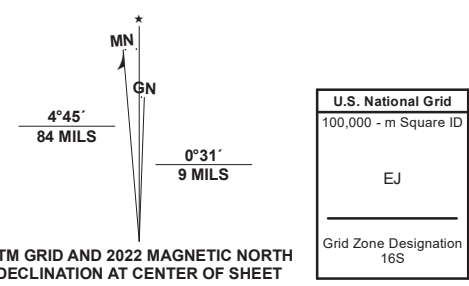 MN
GN
4°45´
84 MILS
0°31´
9 MILS
TM GRID AND 2022 MAGNETIC NORTH
DECLINATION AT CENTER OF SHEET
U.S. National Grid
100,000 - m Square ID
EJ
Grid Zone Designation
16S